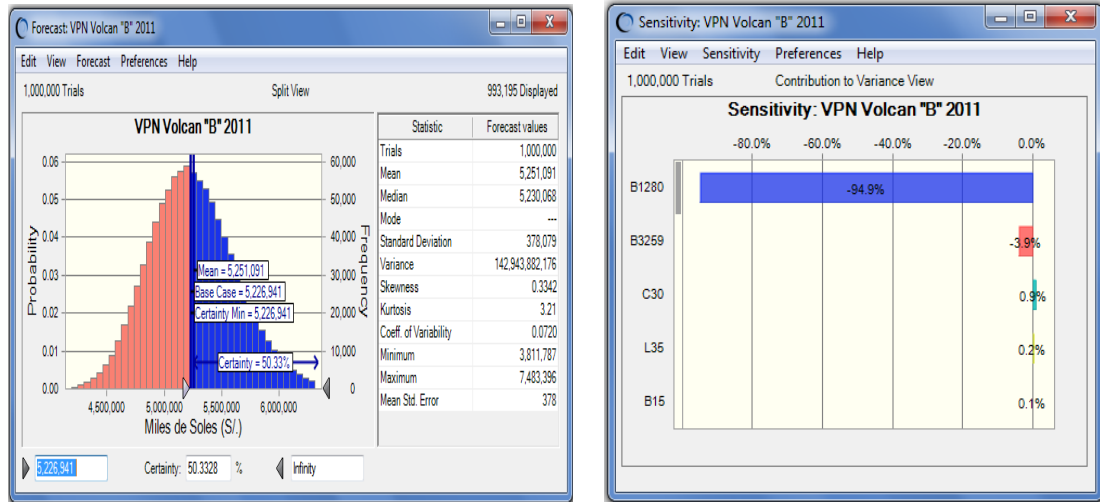 Forecast: VPN Volcan "B" 2011
Edit View Forecast Preferences Help
1,000,000 Trials Split View 993,195 Displayed
VPN Volcan "B" 2011
0.06
0.05
0.04
0.03
0.02
0.01
0.00
Probability
60,000
50,000
40,000
30,000
20,000
10,000
0
Frequency
Mean = 5,251,091
Base Case = 5,226,941
Certainty Min = 5,226,941
Certainty = 50.33%
4,500,000 5,000,000 5,500,000 6,000,000
Miles de Soles (S/.)
Statistic Forecast values
Trials 1,000,000
Mean 5,251,091
Median 5,230,068
Mode ---
Standard Deviation 378,079
Variance 142,943,882,176
Skewness 0.3342
Kurtosis 3.21
Coeff. of Variability 0.0720
Minimum 3,811,787
Maximum 7,483,396
Mean Std. Error 378
5,226,941 Certainty: 50.3328 % Infinity
Sensitivity: VPN Volcan "B" 2011
Edit View Sensitivity Preferences Help
1,000,000 Trials Contribution to Variance View
Sensitivity: VPN Volcan "B" 2011
-80.0% -60.0% -40.0% -20.0% 0.0%
B1280 -94.9%
B3259 -3.9%
C30 0.9%
L35 0.2%
B15 0.1%